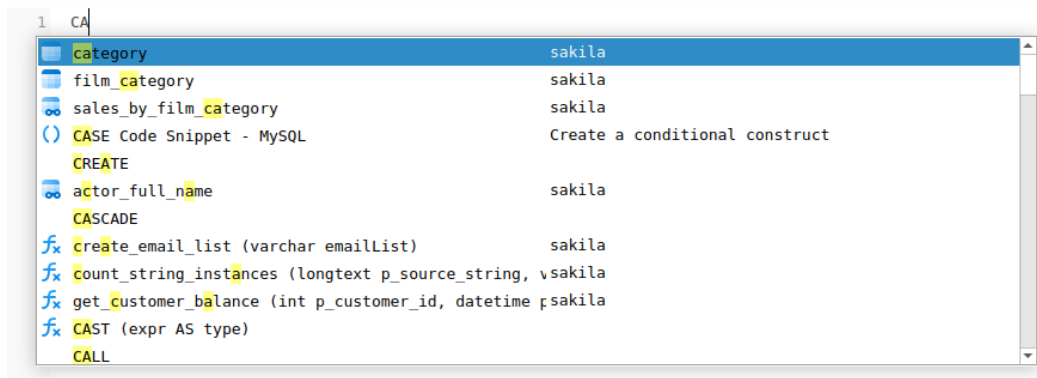 1 CA
category sakila
film_category sakila
sales_by_film_category sakila
CASE Code Snippet - MySQL Create a conditional construct
CREATE
actor_full_name sakila
CASCADE
create_email_list (varchar emailList) sakila
count_string_instances (longtext p_source_string, v sakila
get_customer_balance (int p_customer_id, datetime p sakila
CAST (expr AS type)
CALL